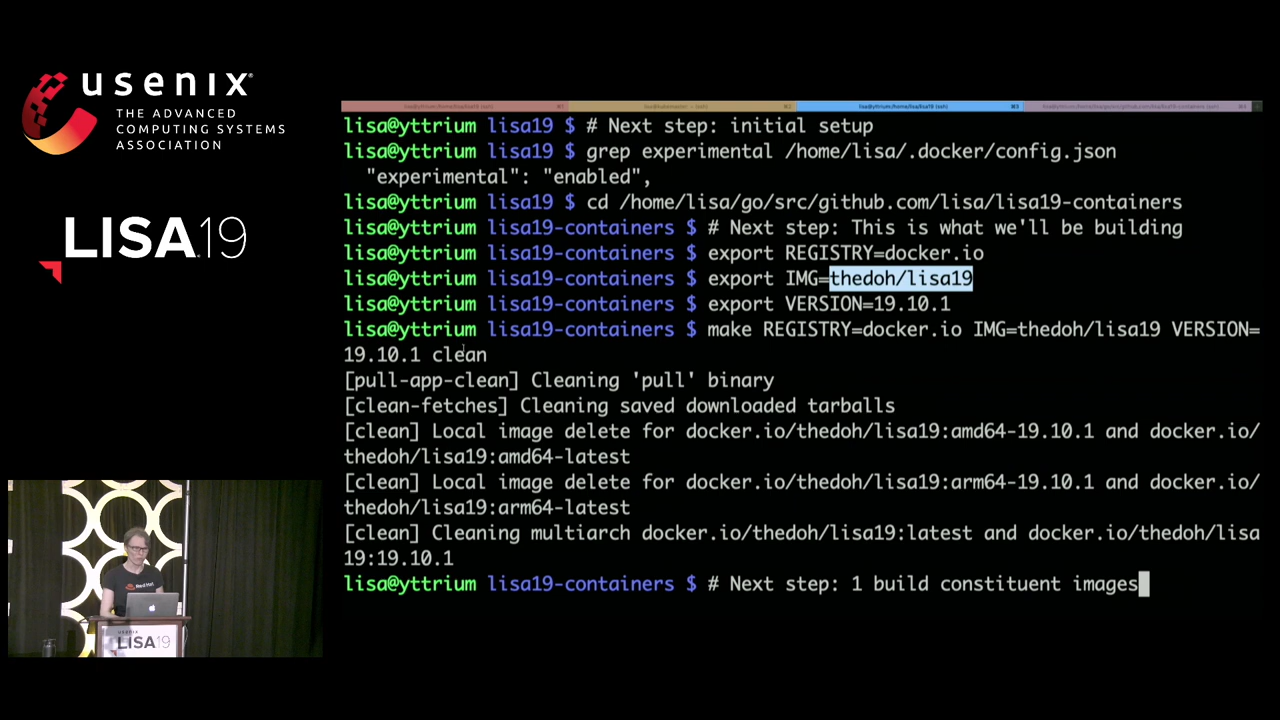 usenix
THE ADVANCED
COMPUTING SYSTEMS
ASSOCIATION
LISA19
lisa@yttrium lisa19 $ # Next step: initial setup
lisa@yttrium lisa19 $ grep experimental /home/lisa/.docker/config.json
"experimental": "enabled",
lisa@yttrium lisa19 $ cd /home/lisa/go/src/github.com/lisa/lisa19-containers
lisa@yttrium lisa19-containers $ # Next step: This is what we'll be building
lisa@yttrium lisa19-containers $ export REGISTRY=docker.io
lisa@yttrium lisa19-containers $ export IMG=thedoh/lisa19
lisa@yttrium lisa19-containers $ export VERSION=19.10.1
lisa@yttrium lisa19-containers $ make REGISTRY=docker.io IMG=thedoh/lisa19 VERSION=
19.10.1 clean
[pull-app-clean] Cleaning 'pull' binary
[clean-fetches] Cleaning saved downloaded tarballs
[clean] Local image delete for docker.io/thedoh/lisa19:amd64-19.10.1 and docker.io/
thedoh/lisa19:amd64-latest
[clean] Local image delete for docker.io/thedoh/lisa19:arm64-19.10.1 and docker.io/
thedoh/lisa19:arm64-latest
[clean] Cleaning multiarch docker.io/thedoh/lisa19:latest and docker.io/thedoh/lisa
19:19.10.1
lisa@yttrium lisa19-containers $ # Next step: 1 build constituent images
Red Hat
usenix
LISA19